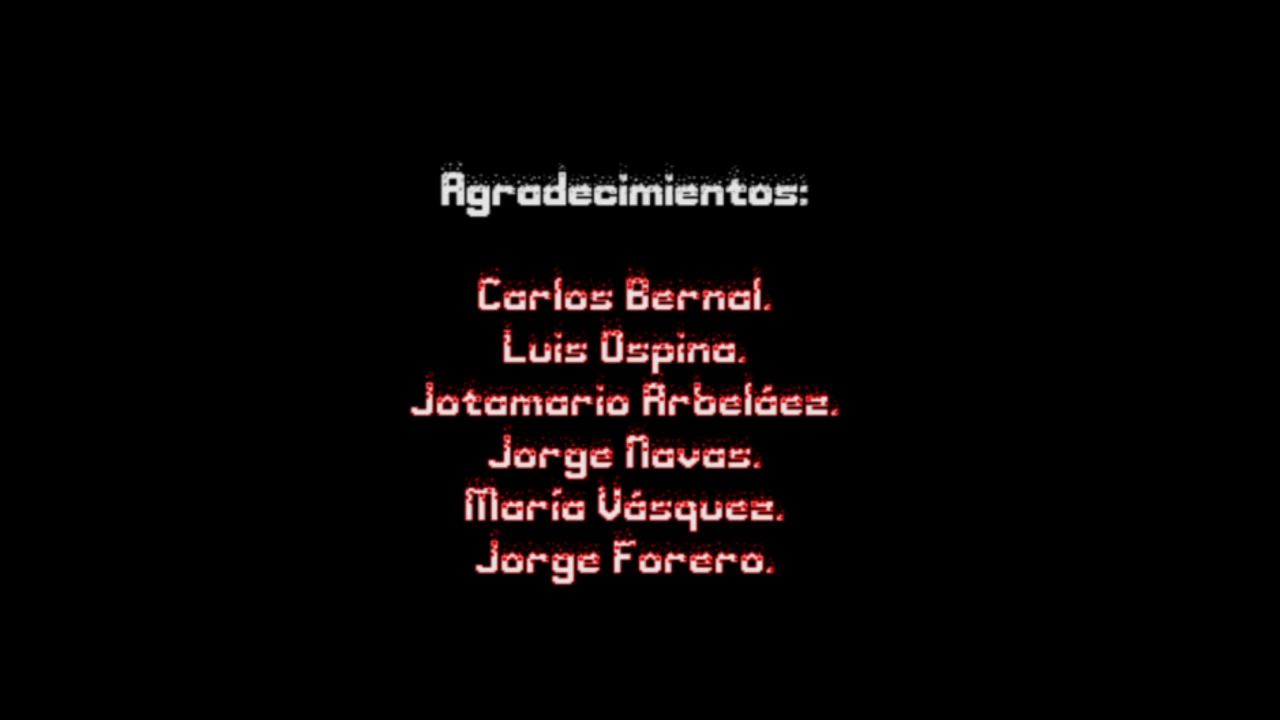 Agradecimientos:
Carlos Bernal.
Luis Ospina.
Jotamario Arbeláez.
Jorge Navas.
María Vásquez.
Jorge Forero.